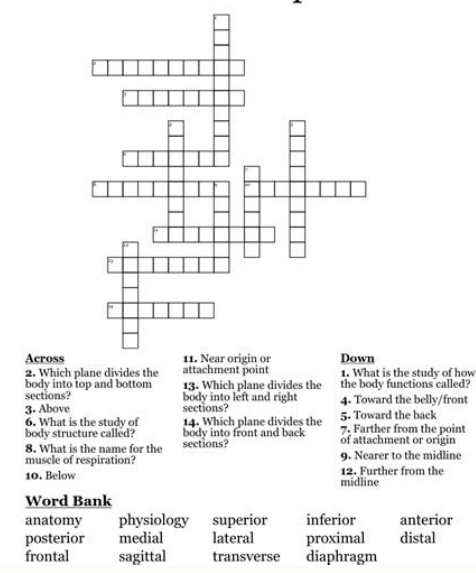 Across
2. Which plane divides the
body into top and bottom
sections?
3. Above
6. What is the study of
body structure called?
8. What is the name for the
muscle of respiration?
10. Below
11. Near origin or
attachment point
13. Which plane divides the
body into left and right
sections?
14. Which plane divides the
body into front and back
sections?
Down
1. What is the study of how
the body functions called?
4. Toward the belly/front
5. Toward the back
7. Farther from the point
of attachment or origin
9. Nearer to the midline
12. Further from the
midline
Word Bank
anatomy physiology superior inferior anterior
posterior medial lateral proximal distal
frontal sagittal transverse diaphragm